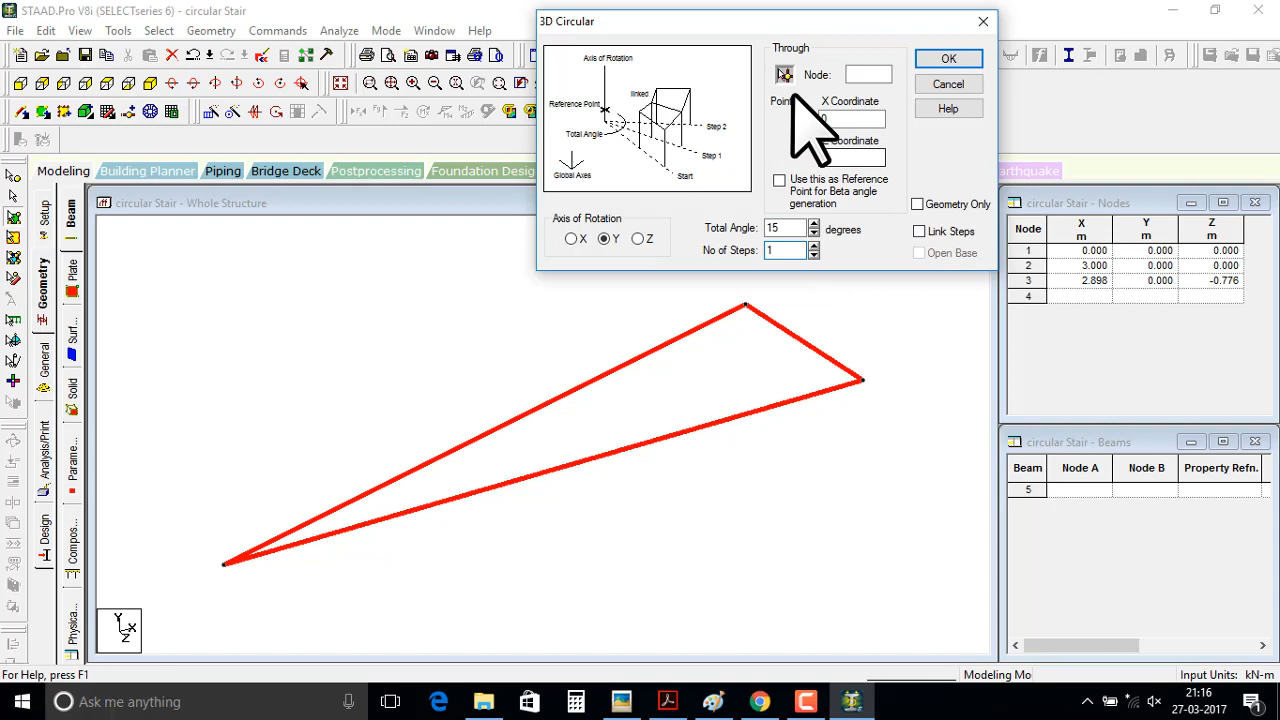 STAAD.Pro V8i (SELECTseries 6) - circular Stair
File Edit View Tools Select Geometry Commands Analyze Mode Window Help
3D Circular
Axis of Rotation
linked
Reference Point
Total Angle
Step 2
Step 1
Global Axes
Start
Through
Node:
Point
X Coordinate
0
Coordinate
Use this as Reference
Point for Beta angle
generation
OK
Cancel
Help
Axis of Rotation
X Y Z
Total Angle: 15 degrees
No of Steps: 1
Geometry Only
Link Steps
Open Base
Modeling Building Planner Piping Bridge Deck Postprocessing Foundation Desi
rthquake
circular Stair - Whole Structure
Setup
Geometry
General
Analysis/Print
Design
Beam
Plate
Surf...
Solid
Parame...
Compos...
Physica...
Y
X
Z
circular Stair - Nodes
Node X m Y m Z m
1 0.000 0.000 0.000
2 3.000 0.000 0.000
3 2.898 0.000 -0.776
4
circular Stair - Beams
Beam Node A Node B Property Refn.
5
For Help, press F1
Modeling Mo
Input Units: kN-m
Ask me anything
21:16
27-03-2017
1